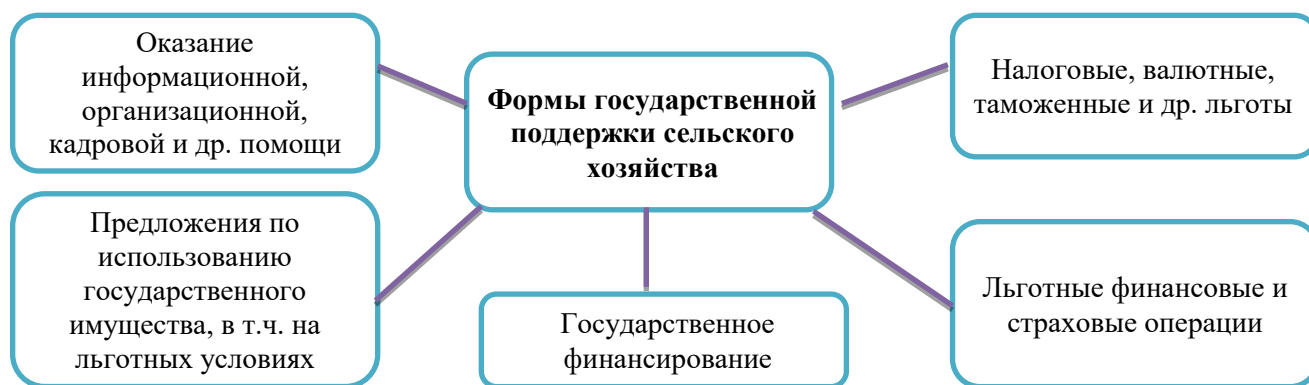 Оказание
информационной,
организационной,
кадровой и др. помощи
Формы государственной
поддержки сельского
хозяйства
Налоговые, валютные,
таможенные и др. льготы
Предложения по
использованию
государственного
имущества, в т.ч. на
льготных условиях
Государственное
финансирование
Льготные финансовые и
страховые операции